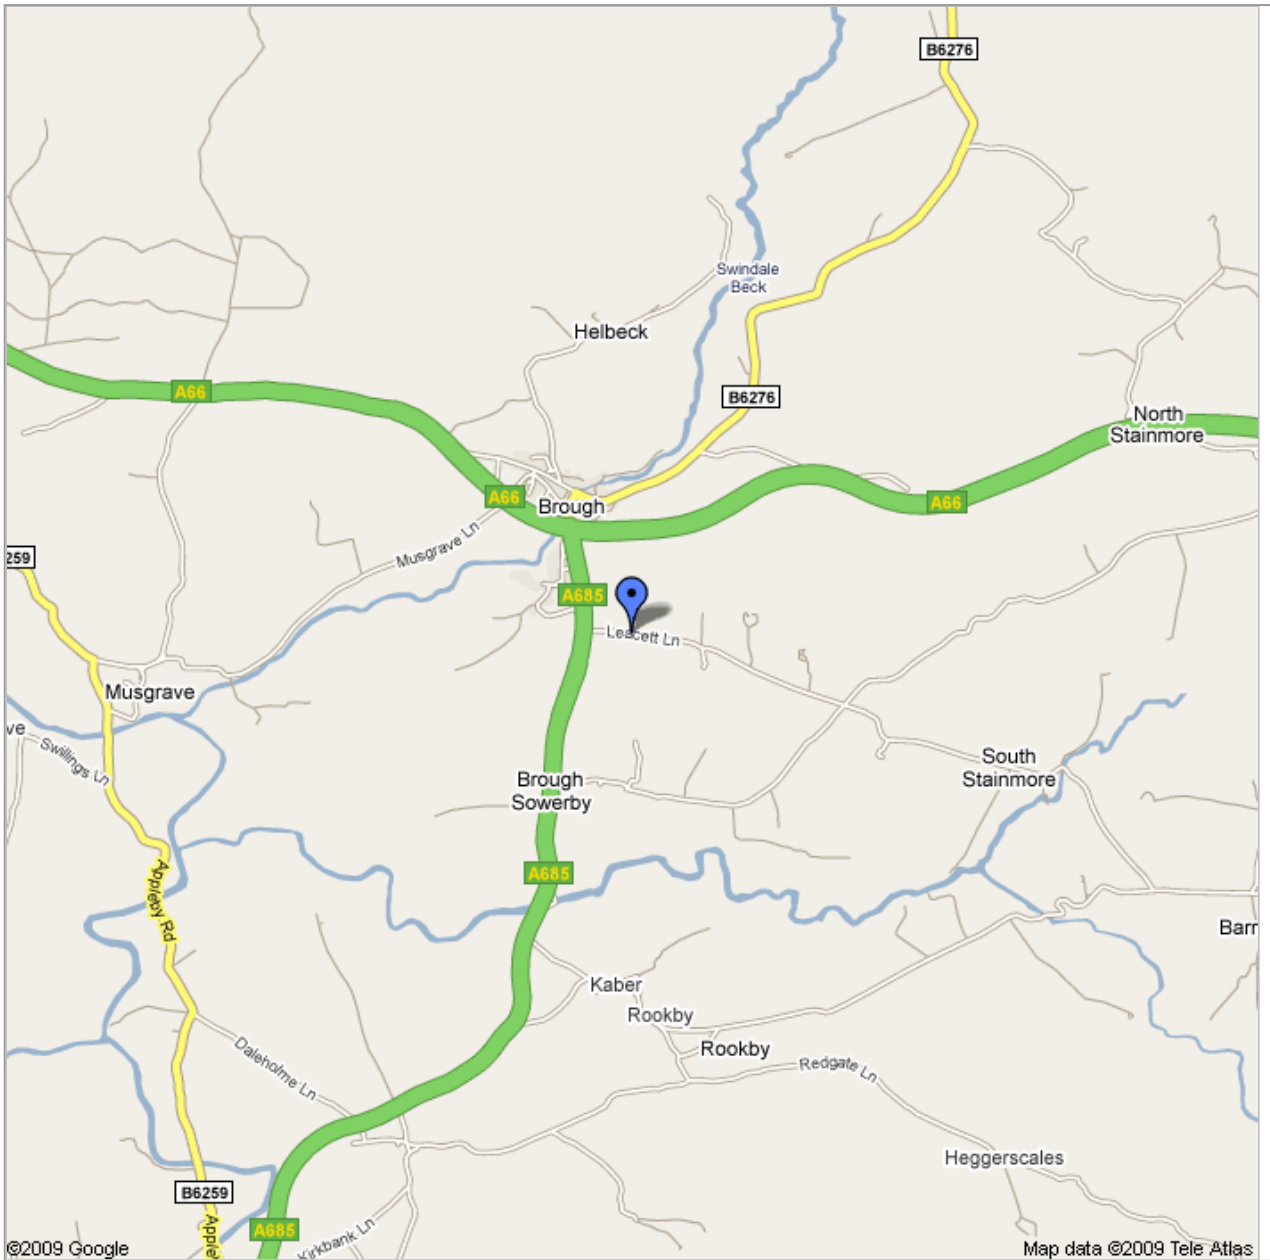 B6276
Swindale
Beck
Helbeck
A66
B6276
North
Stainmore
A66
Brough
A66
Musgrave Ln
259
A685
Leacett Ln
Musgrave
ve
Swillings Ln
South
Stainmore
Brough
Sowerby
A685
Appleby Rd
Barr
Kaber
Rookby
Rookby
Daleholme Ln
Redgate Ln
Heggerscales
B6259
A685
Apple
Kirkbank Ln
©2009 Google
Map data ©2009 Tele Atlas